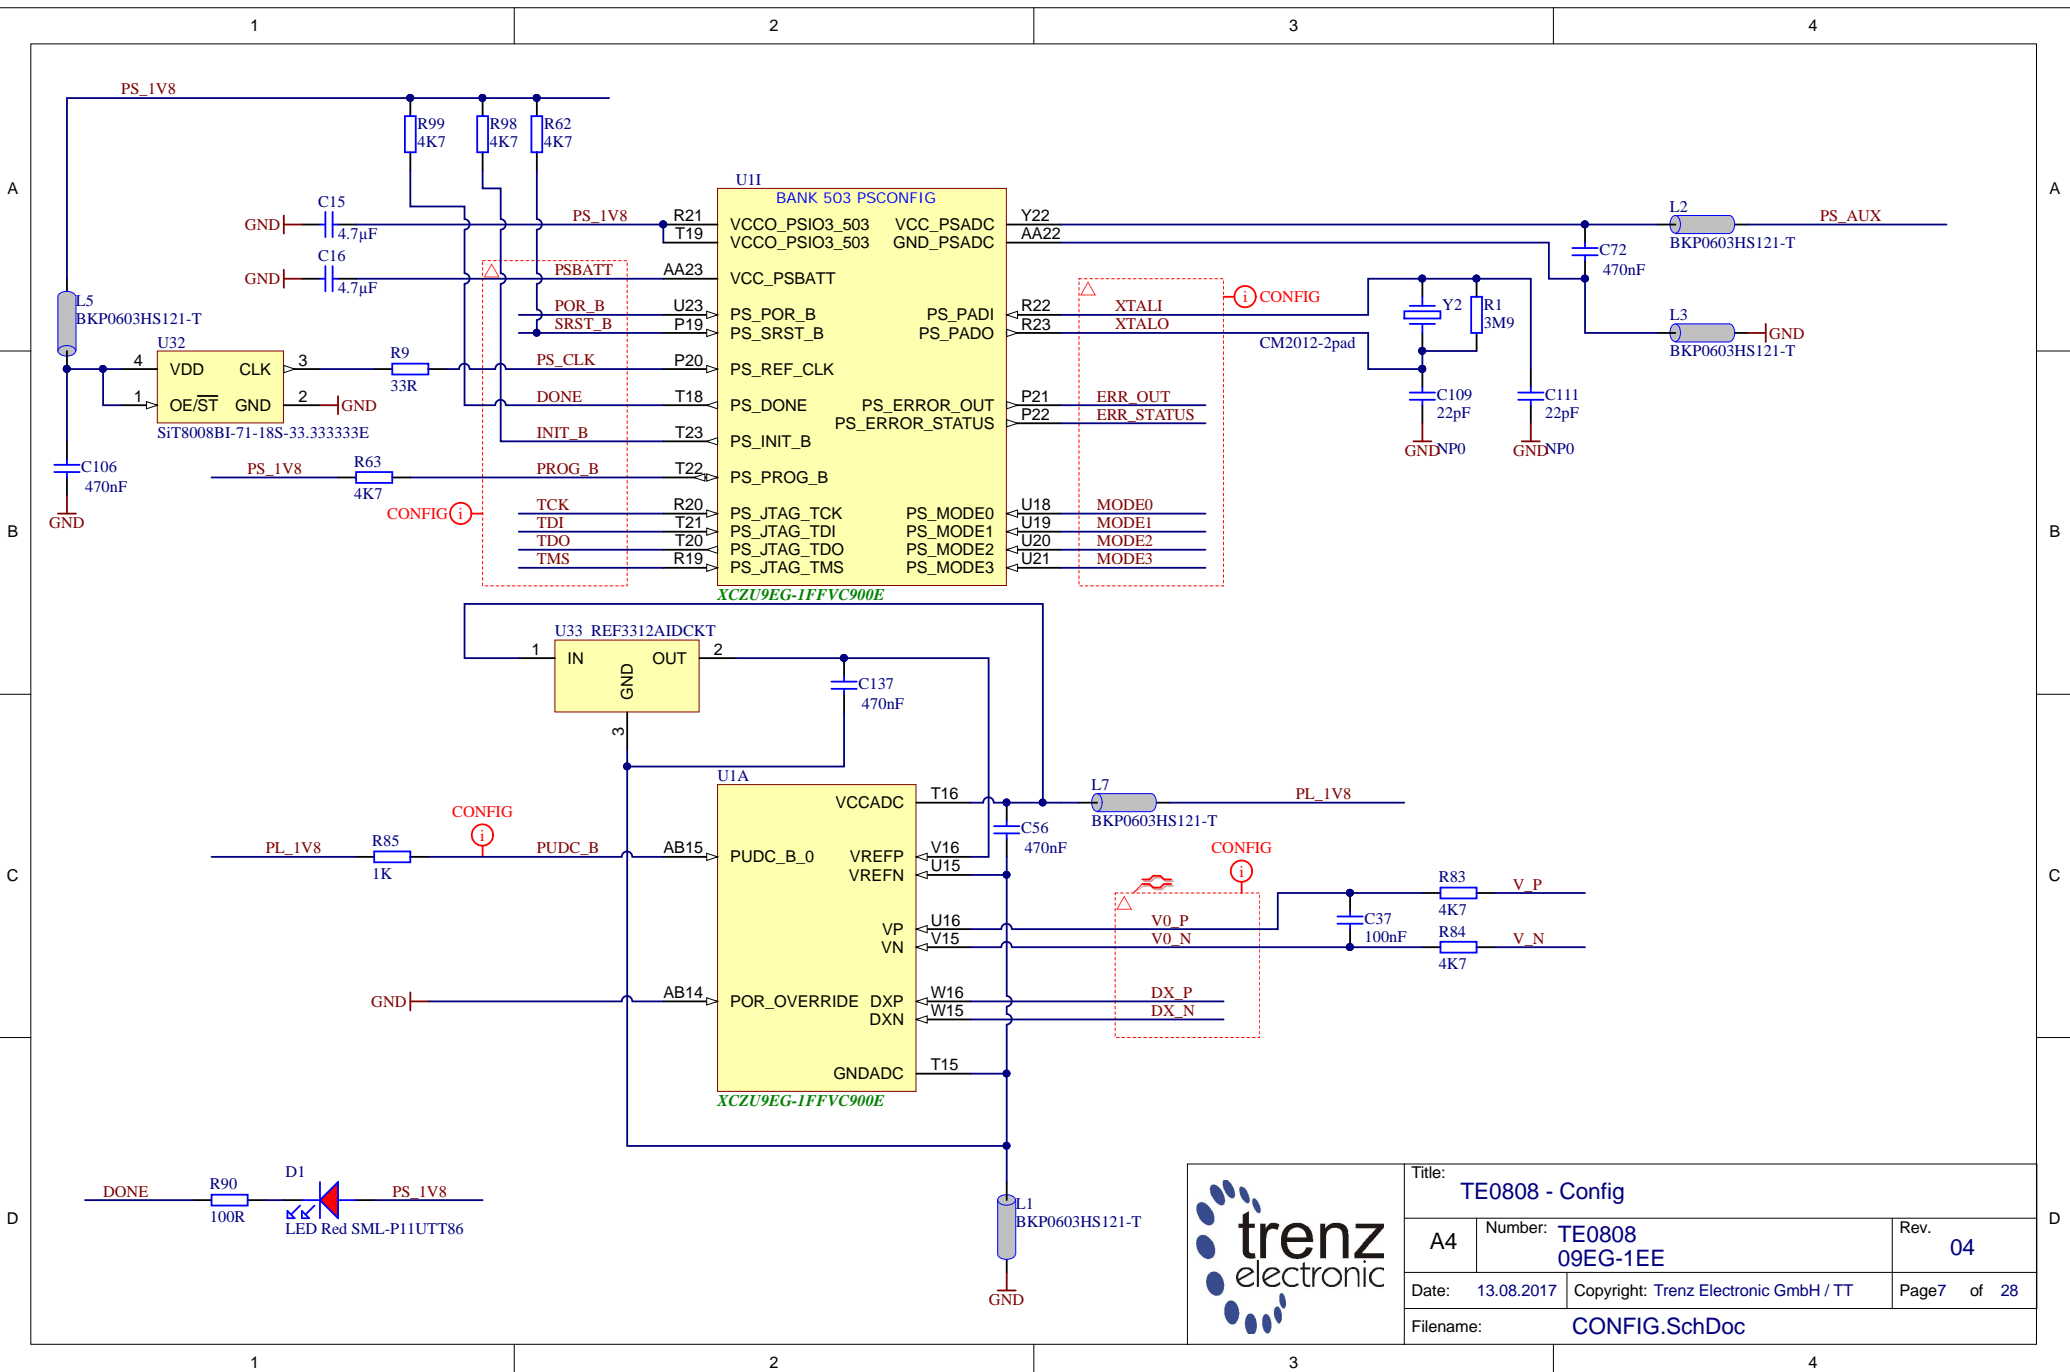 1 2 3 4
A A
B B
C C
D D
PS_1V8
R99
4K7
R98
4K7
R62
4K7
C15
4.7µF
GND
PS_1V8
C16
4.7µF
GND
PSBATT
POR_B
SRST_B
L5
BKP0603HS121-T
U32
4 VDD CLK 3
1 OE/ST GND 2
GND
SiT8008BI-71-18S-33.333333E
R9
33R
PS_CLK
DONE
INIT_B
C106
470nF
GND
PS_1V8
R63
4K7
PROG_B
CONFIG i
TCK
TDI
TDO
TMS
U1I
BANK 503 PSCONFIG
R21 VCCO_PSIO3_503 VCC_PSADC Y22
T19 VCCO_PSIO3_503 GND_PSADC AA22
AA23 VCC_PSBATT
U23 PS_POR_B PS_PADI R22
P19 PS_SRST_B PS_PADO R23
P20 PS_REF_CLK
T18 PS_DONE PS_ERROR_OUT P21
PS_ERROR_STATUS P22
T23 PS_INIT_B
T22 PS_PROG_B
R20 PS_JTAG_TCK PS_MODE0 U18
T21 PS_JTAG_TDI PS_MODE1 U19
T20 PS_JTAG_TDO PS_MODE2 U20
R19 PS_JTAG_TMS PS_MODE3 U21
XCZU9EG-1FFVC900E
i CONFIG
XTALI
XTALO
ERR_OUT
ERR_STATUS
MODE0
MODE1
MODE2
MODE3
CM2012-2pad
Y2
R1
3M9
C109
22pF
GND NP0
C111
22pF
GND NP0
L2
BKP0603HS121-T
PS_AUX
C72
470nF
L3
BKP0603HS121-T
GND
U33 REF3312AIDCKT
1 IN OUT 2
GND
3
C137
470nF
U1A
VCCADC T16
AB15 PUDC_B_0 VREFP V16
VREFN U15
VP U16
VN V15
AB14 POR_OVERRIDE DXP W16
DXN W15
GNDADC T15
XCZU9EG-1FFVC900E
PL_1V8
R85
1K
CONFIG
i
PUDC_B
GND
C56
470nF
L7
BKP0603HS121-T
PL_1V8
CONFIG
i
V0_P
V0_N
DX_P
DX_N
C37
100nF
R83
4K7
V_P
R84
4K7
V_N
L1
BKP0603HS121-T
GND
DONE
R90
100R
D1
PS_1V8
LED Red SML-P11UTT86
trenz
electronic
Title:
TE0808 - Config
A4
Number: TE0808
09EG-1EE
Rev.
04
Date: 13.08.2017 Copyright: Trenz Electronic GmbH / TT Page7 of 28
Filename: CONFIG.SchDoc
1 2 3 4